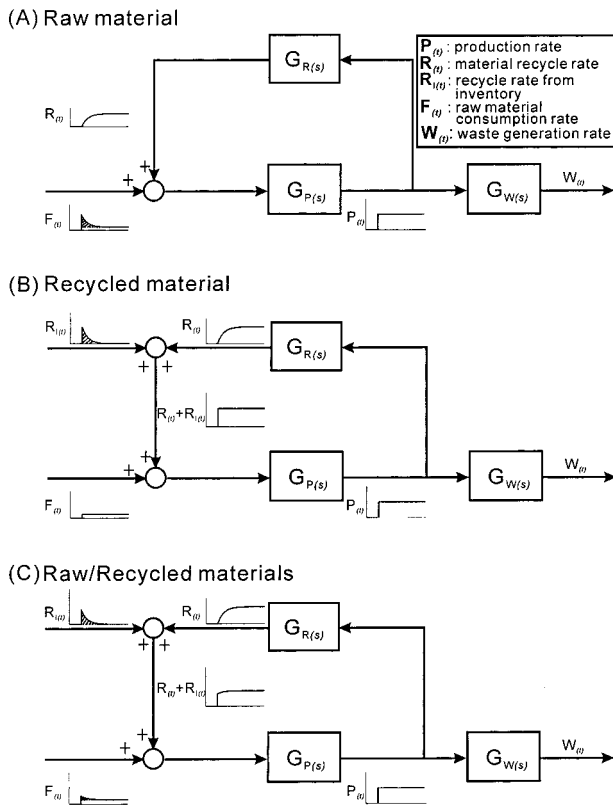 (A) Raw material
P(t) : production rate
R(t) : material recycle rate
RI(t) : recycle rate from
inventory
F(t) : raw material
consumption rate
W(t) : waste generation rate
GR(s)
R(t)
+
+
GP(s)
GW(s)
W(t)
F(t)
P(t)
(B) Recycled material
RI(t)
R(t)
GR(s)
+ +
R(t)+RI(t)
+
+
GP(s)
GW(s)
W(t)
F(t)
P(t)
(C) Raw/Recycled materials
RI(t)
R(t)
GR(s)
+ +
R(t)+RI(t)
+
+
GP(s)
GW(s)
W(t)
F(t)
P(t)